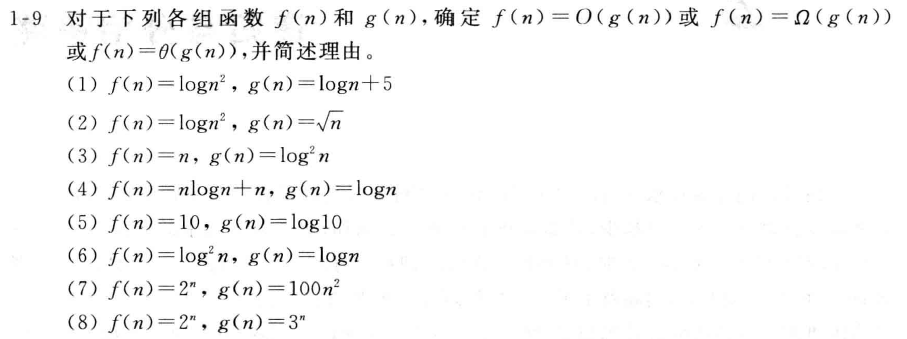 1-9 对于下列各组函数 f(n)和 g(n),确定 f(n)=O(g(n))或 f(n)=Ω(g(n))
或f(n)=θ(g(n)),并简述理由。
(1) f(n)=logn², g(n)=logn+5
(2) f(n)=logn², g(n)=√n
(3) f(n)=n, g(n)=log²n
(4) f(n)=nlogn+n, g(n)=logn
(5) f(n)=10, g(n)=log10
(6) f(n)=log²n, g(n)=logn
(7) f(n)=2ⁿ, g(n)=100n²
(8) f(n)=2ⁿ, g(n)=3ⁿ